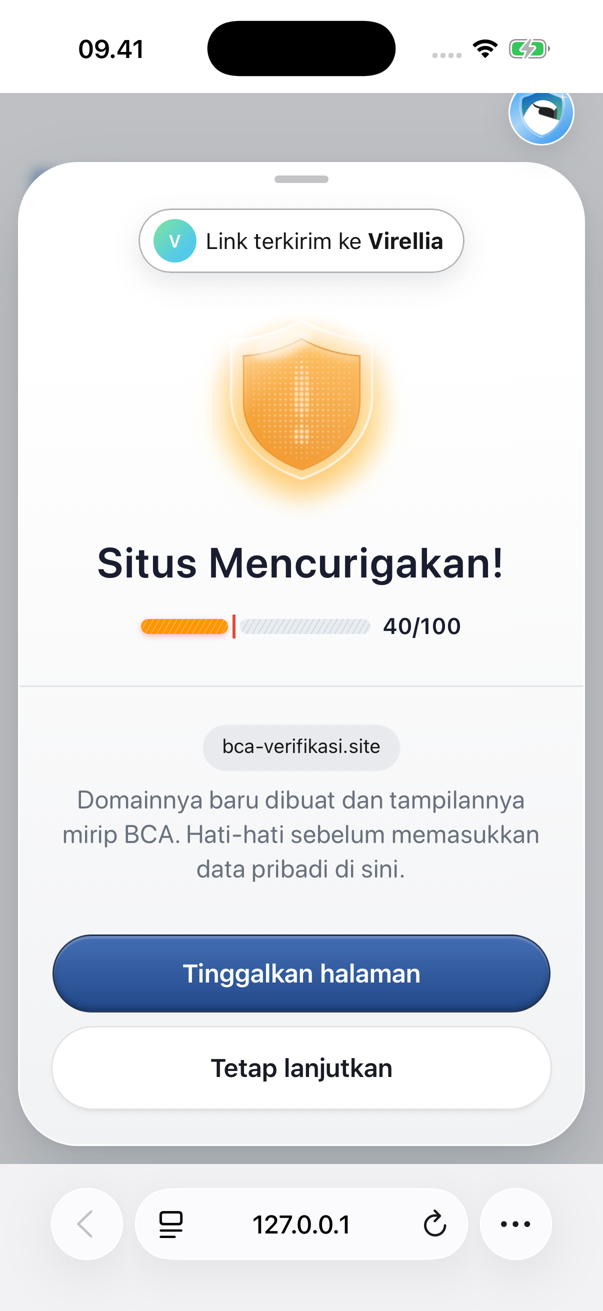 09.41
V
Link terkirim ke Virellia
Situs Mencurigakan!
40/100
bca-verifikasi.site
Domainnya baru dibuat dan tampilannya
mirip BCA. Hati-hati sebelum memasukkan
data pribadi di sini.
Tinggalkan halaman
Tetap lanjutkan
127.0.0.1